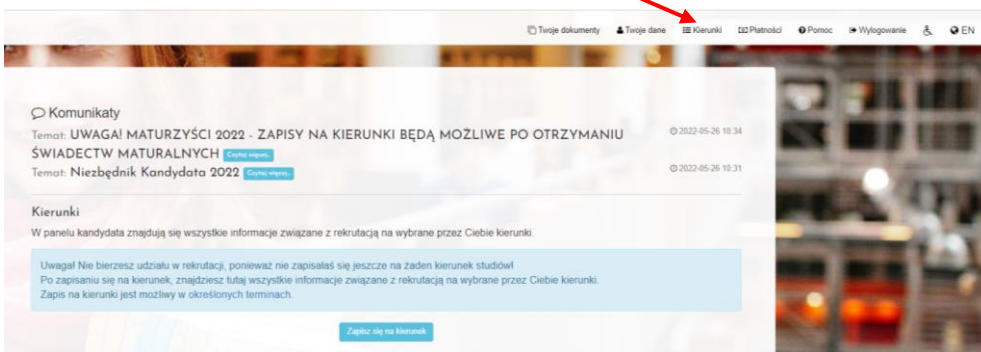 Twoje dokumenty Twoje dane Kierunki Płatności Pomoc Wylogowanie EN
Komunikaty
Temat: UWAGA! MATURZYŚCI 2022 - ZAPISY NA KIERUNKI BĘDĄ MOŻLIWE PO OTRZYMANIU 2022-05-26 10:34
ŚWIADECTW MATURALNYCH Czytaj więcej..
Temat: Niezbędnik Kandydata 2022 Czytaj więcej.. 2022-05-26 10:31
Kierunki
W panelu kandydata znajdują się wszystkie informacje związane z rekrutacją na wybrane przez Ciebie kierunki.
Uwaga! Nie bierzesz udziału w rekrutacji, ponieważ nie zapisałaś się jeszcze na żaden kierunek studiów!
Po zapisaniu się na kierunek, znajdziesz tutaj wszystkie informacje związane z rekrutacją na wybrane przez Ciebie kierunki.
Zapis na kierunki jest możliwy w określonych terminach.
Zapisz się na kierunek